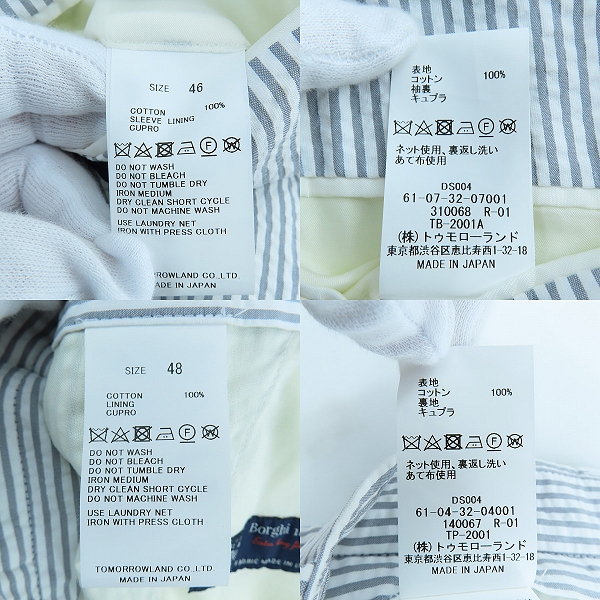 SIZE 46
COTTON 100%
SLEEVE LINING
CUPRO
DO NOT WASH
DO NOT BLEACH
DO NOT TUMBLE DRY
IRON MEDIUM
DRY CLEAN SHORT CYCLE
DO NOT MACHINE WASH
USE LAUNDRY NET
IRON WITH PRESS CLOTH
TOMORROWLAND CO.,LTD.
MADE IN JAPAN
表地
コットン 100%
袖裏
キュプラ
ネット使用、裏返し洗い
あて布使用
DS004
61-07-32-07001
310068 R-01
TB-2001A
(株)トゥモローランド
東京都渋谷区恵比寿西1-32-18
MADE IN JAPAN
SIZE 48
COTTON 100%
LINING
CUPRO
DO NOT WASH
DO NOT BLEACH
DO NOT TUMBLE DRY
IRON MEDIUM
DRY CLEAN SHORT CYCLE
DO NOT MACHINE WASH
USE LAUNDRY NET
IRON WITH PRESS CLOTH
TOMORROWLAND CO.,LTD.
MADE IN JAPAN
Borghi
表地
コットン 100%
裏地
キュプラ
ネット使用、裏返し洗い
あて布使用
DS004
61-04-32-04001
140067 R-01
TP-2001
(株)トゥモローランド
東京都渋谷区恵比寿西1-32-18
MADE IN JAPAN